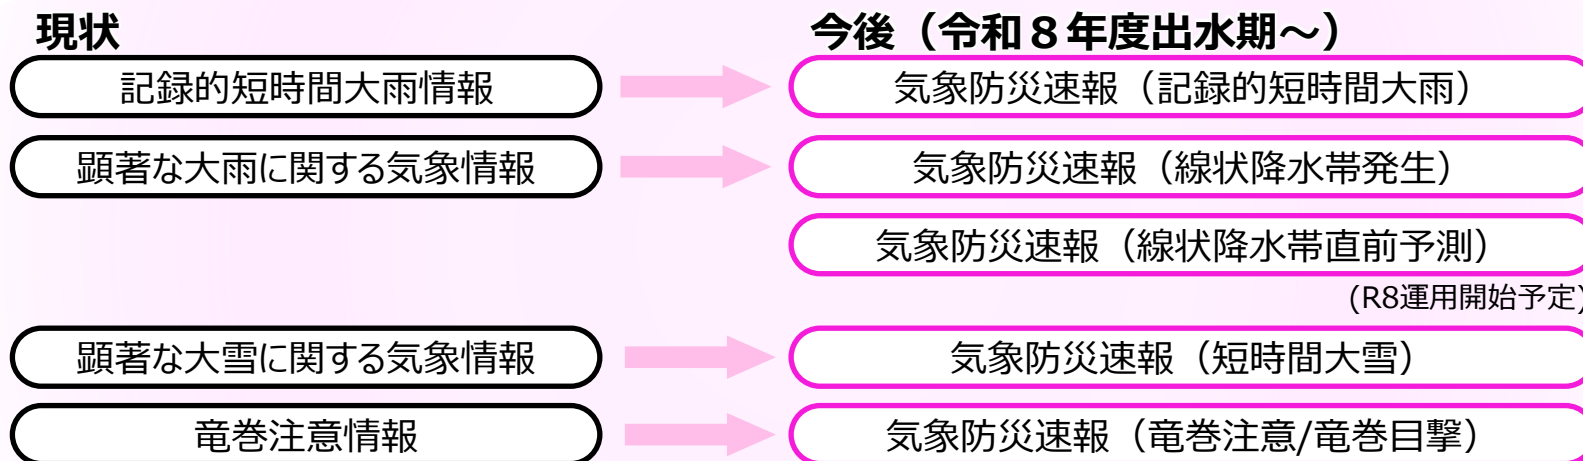 現状
今後（令和８年度出水期～）
記録的短時間大雨情報
気象防災速報（記録的短時間大雨）
顕著な大雨に関する気象情報
気象防災速報（線状降水帯発生）
気象防災速報（線状降水帯直前予測）
(R8運用開始予定)
顕著な大雪に関する気象情報
気象防災速報（短時間大雪）
竜巻注意情報
気象防災速報（竜巻注意/竜巻目撃）